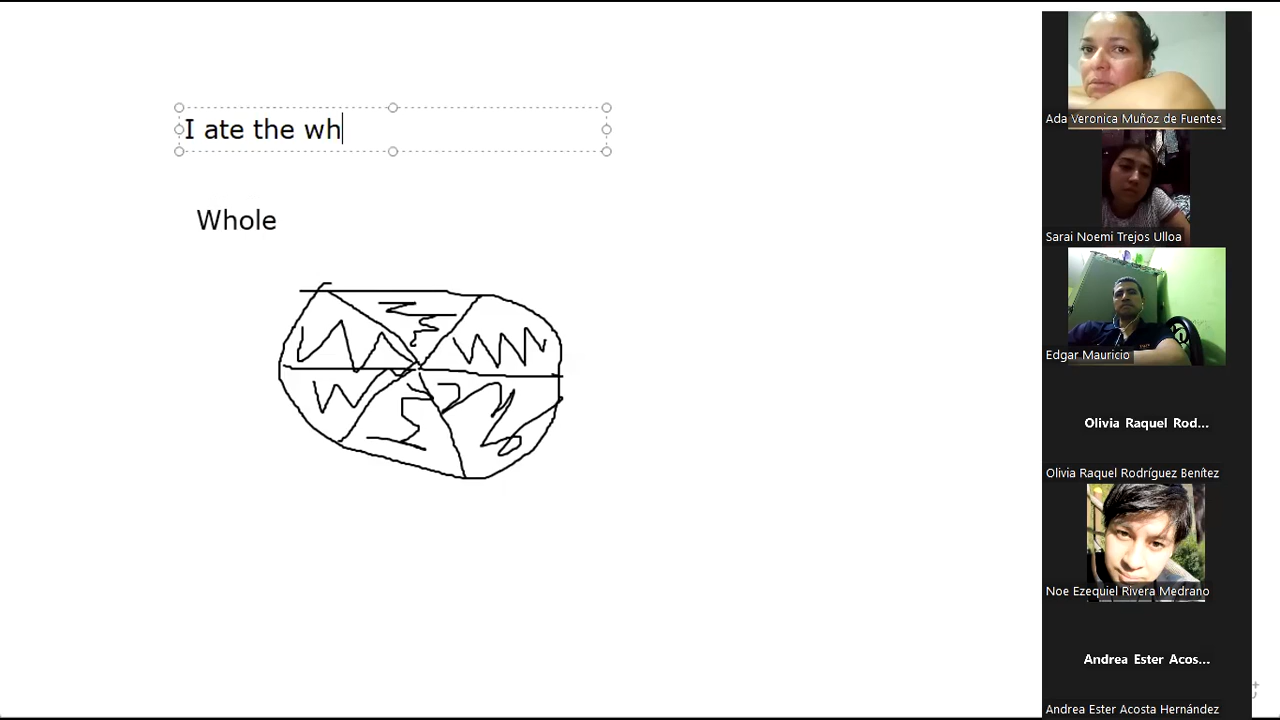 I ate the wh
Whole
Ada Veronica Muñoz de Fuentes
Sarai Noemi Trejos Ulloa
Edgar Mauricio
Olivia Raquel Rod...
Olivia Raquel Rodríguez Benítez
Noe Ezequiel Rivera Medrano
Andrea Ester Acos...
Andrea Ester Acosta Hernández